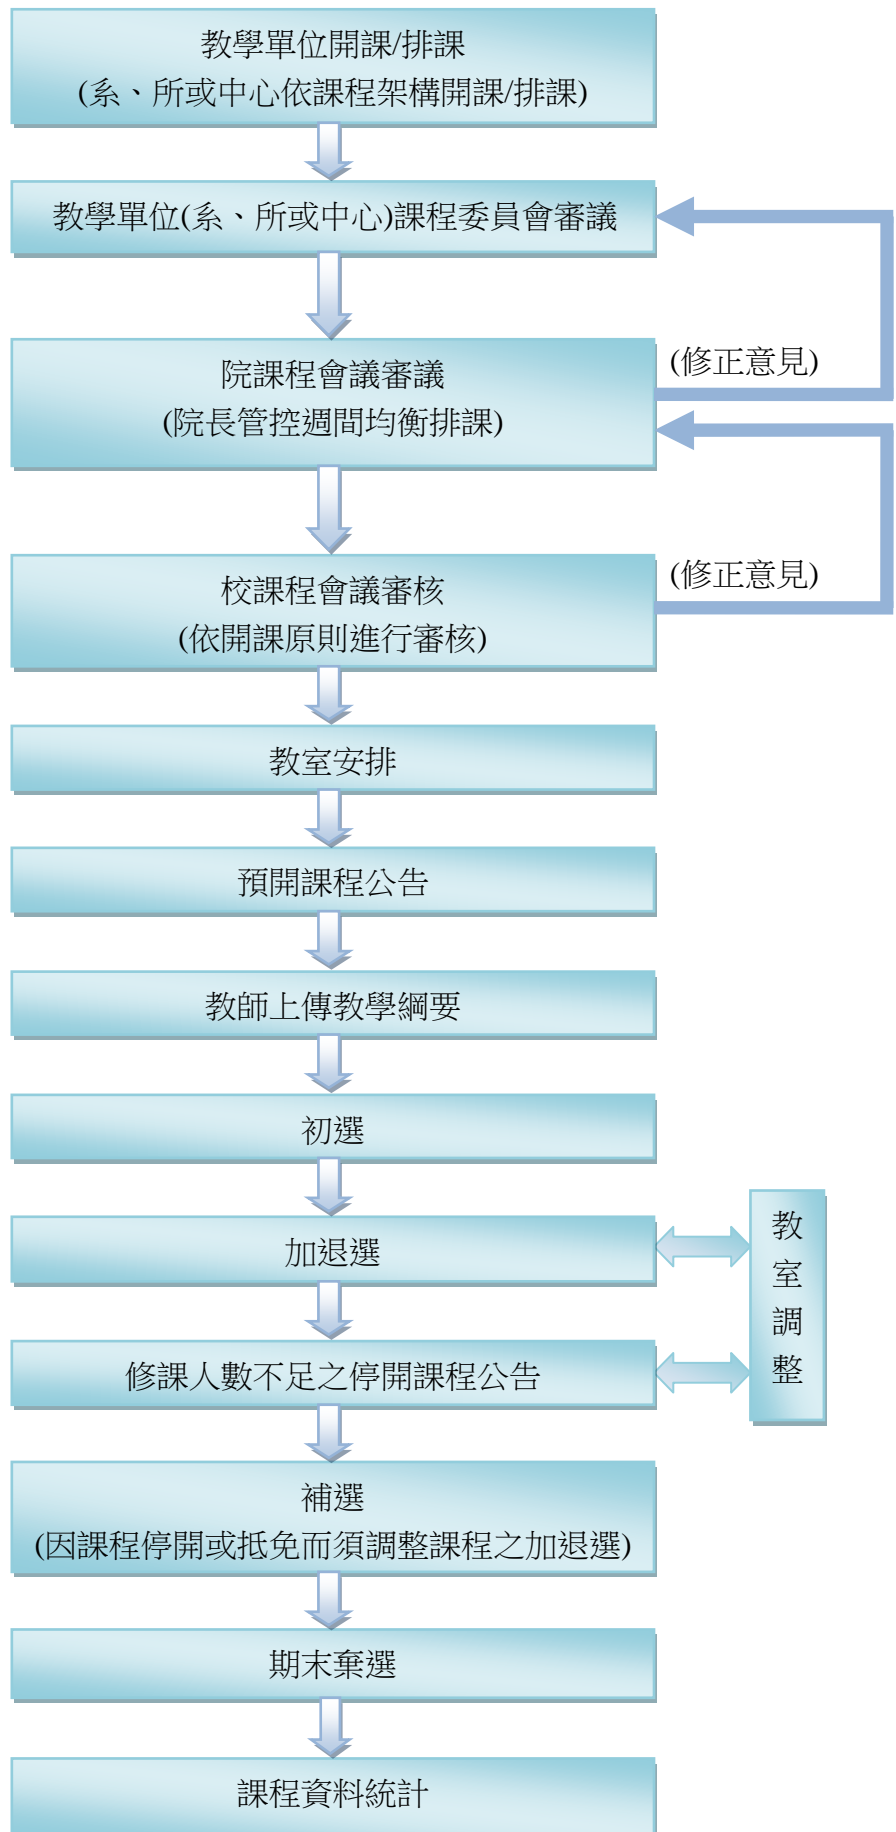 教學單位開課/排課
(系、所或中心依課程架構開課/排課)
教學單位(系、所或中心)課程委員會審議
院課程會議審議
(院長管控週間均衡排課)
(修正意見)
校課程會議審核
(依開課原則進行審核)
(修正意見)
教室安排
預開課程公告
教師上傳教學綱要
初選
加退選
教
室
調
整
修課人數不足之停開課程公告
補選
(因課程停開或抵免而須調整課程之加退選)
期末棄選
課程資料統計